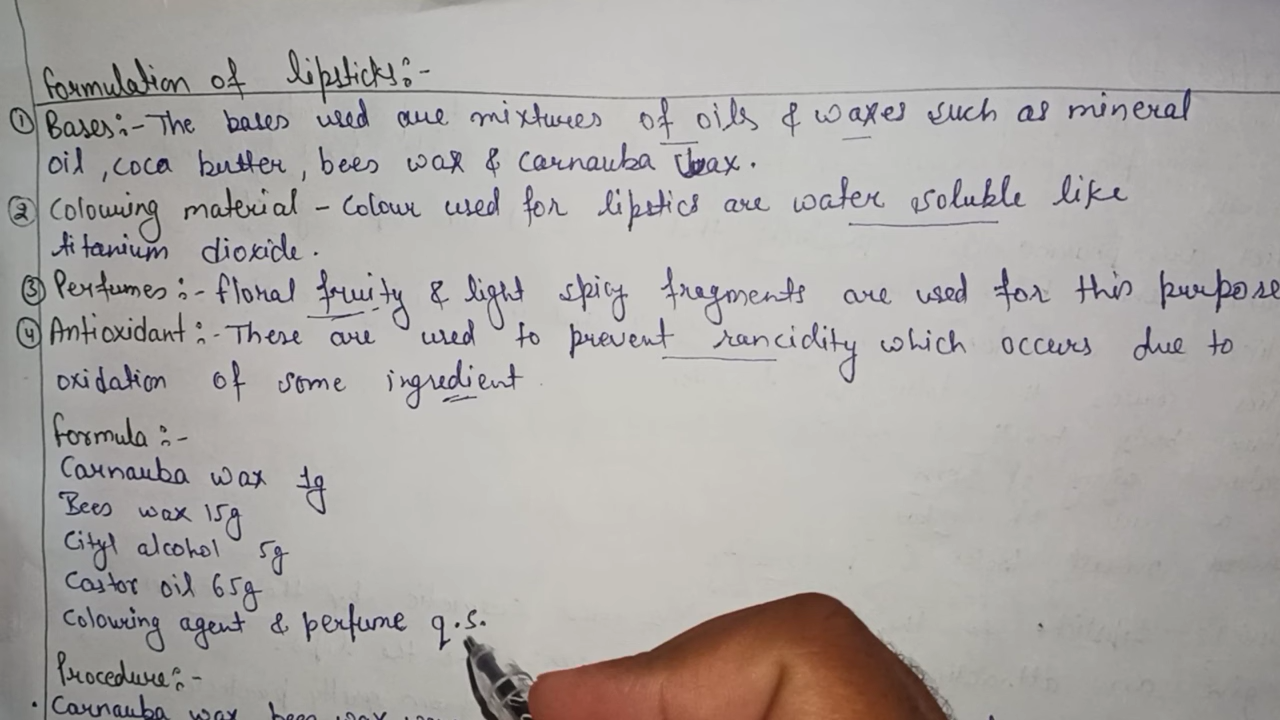 Formulation of lipsticks:-
① Bases:- The bases used are mixtures of oils & waxes such as mineral
oil, coca butter, bees wax & Carnauba wax.
② Colouring material - Colour used for lipstics are water soluble like
titanium dioxide.
③ Perfumes:- floral fruity & light spicy fragments are used for this purpose
④ Antioxidant:- These are used to prevent rancidity which occurs due to
oxidation of some ingredient.
Formula:-
Carnauba wax 1g
Bees wax 15g
Cityl alcohol 5g
Castor oil 65g
Colouring agent & perfume q.s.
Procedure:-
• Carnauba wax bees wax